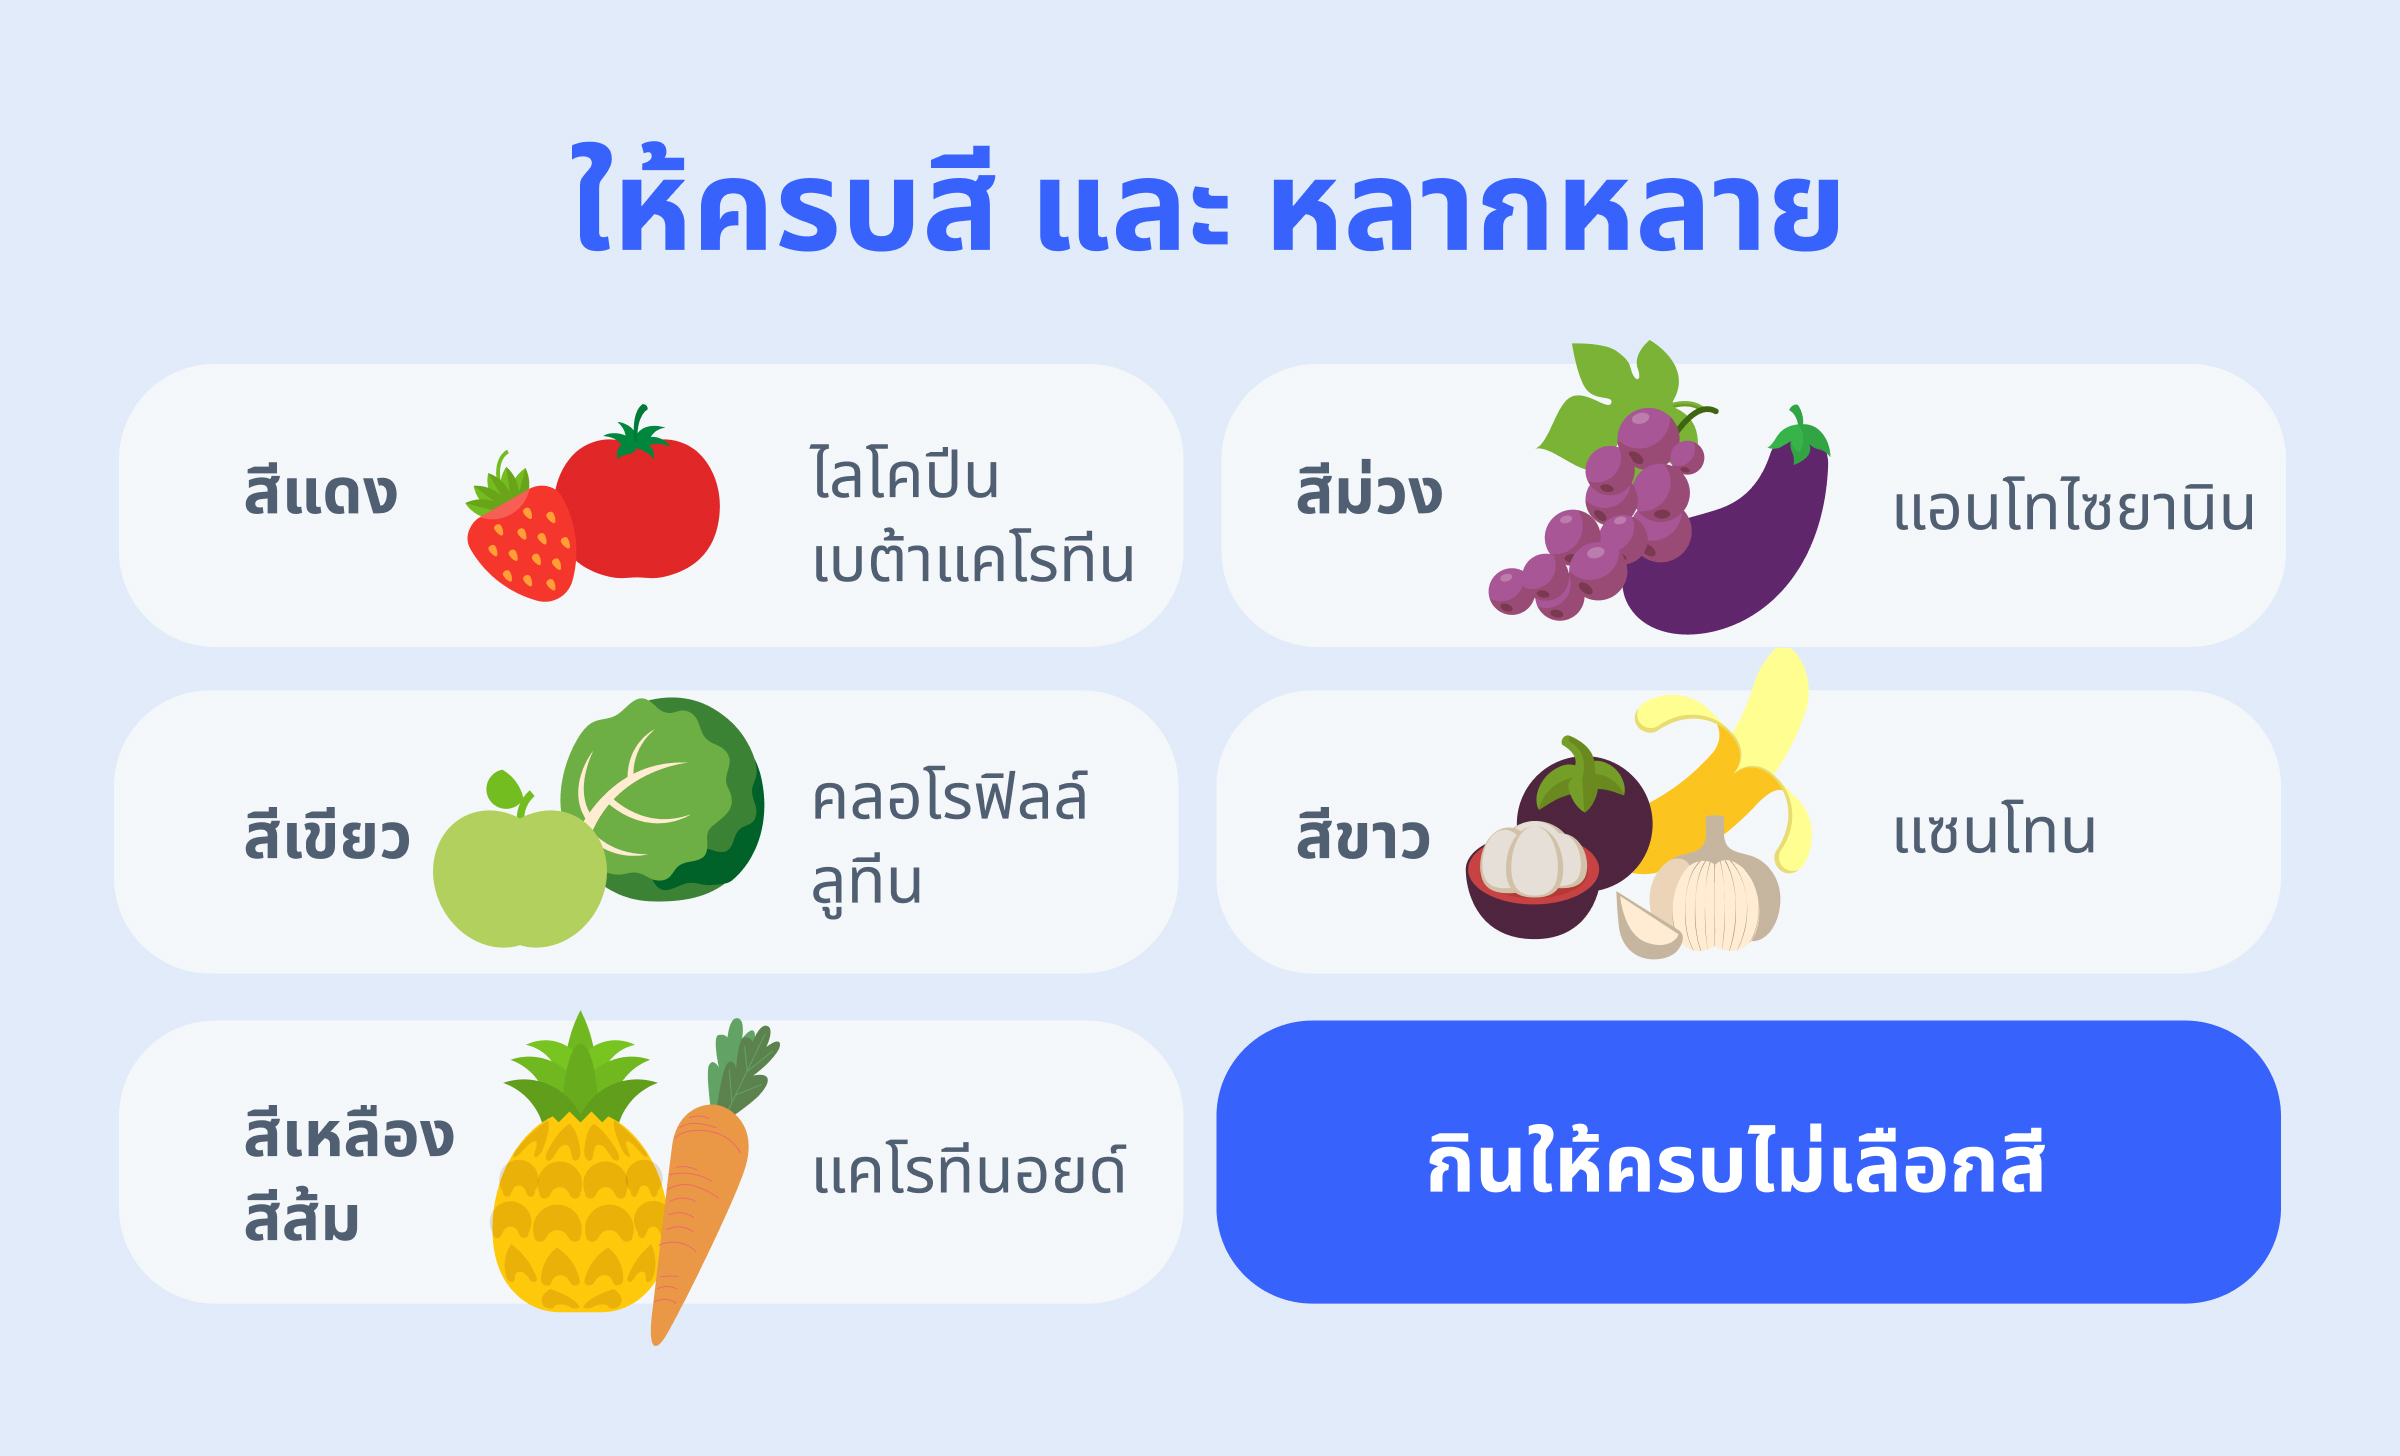 ให้ครบสี และ หลากหลาย
สีแดง
ไลโคปีน
เบต้าแคโรทีน
สีม่วง
แอนโทไซยานิน
สีเขียว
คลอโรฟิลล์
ลูทีน
สีขาว
แซนโทน
สีเหลือง
สีส้ม
แคโรทีนอยด์
กินให้ครบไม่เลือกสี